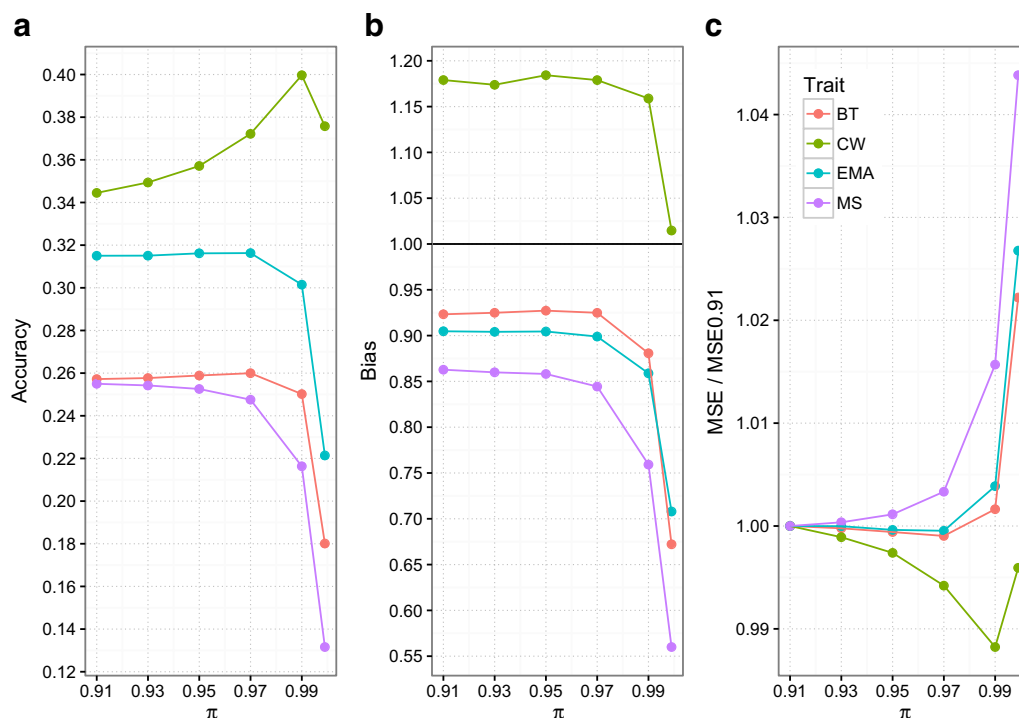 a
Accuracy
0.40
0.38
0.36
0.34
0.32
0.30
0.28
0.26
0.24
0.22
0.20
0.18
0.16
0.14
0.12
0.91 0.93 0.95 0.97 0.99
π
b
Bias
1.20
1.15
1.10
1.05
1.00
0.95
0.90
0.85
0.80
0.75
0.70
0.65
0.60
0.55
0.91 0.93 0.95 0.97 0.99
π
c
MSE / MSE0.91
1.04
1.03
1.02
1.01
1.00
0.99
Trait
BT
CW
EMA
MS
0.91 0.93 0.95 0.97 0.99
π